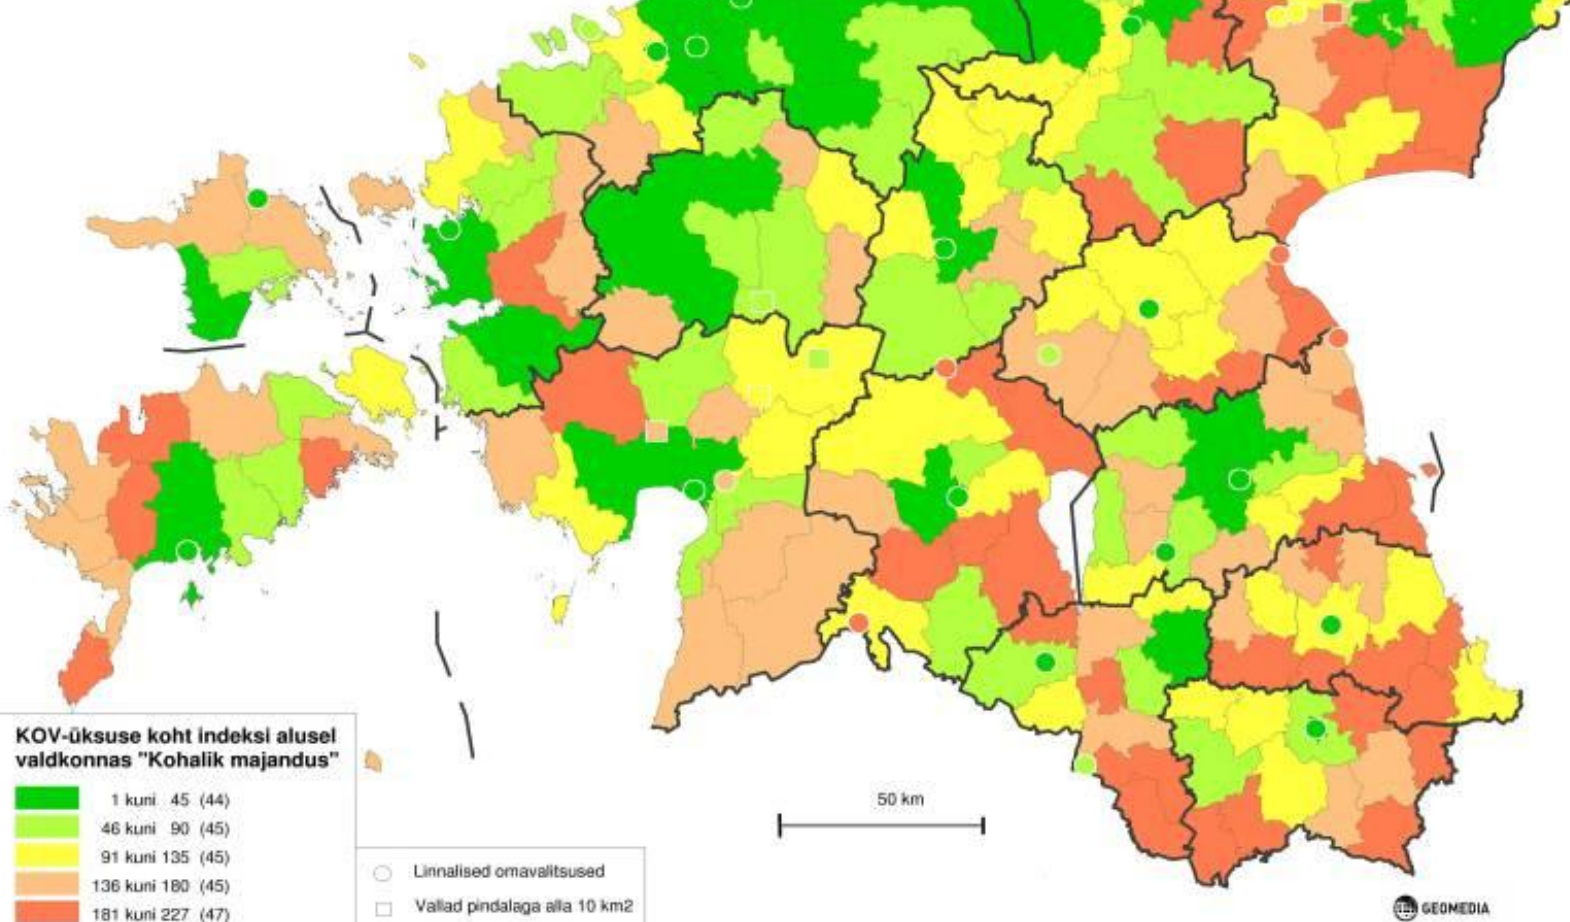 50 km
KOV-üksuse koht indeksi alusel
valdkonnas "Kohalik majandus"
1 kuni 45 (44)
46 kuni 90 (45)
91 kuni 135 (45)
136 kuni 180 (45)
181 kuni 227 (47)
Linnalised omavalitsused
Vallad pindalaga alla 10 km2
GEOMEDIA